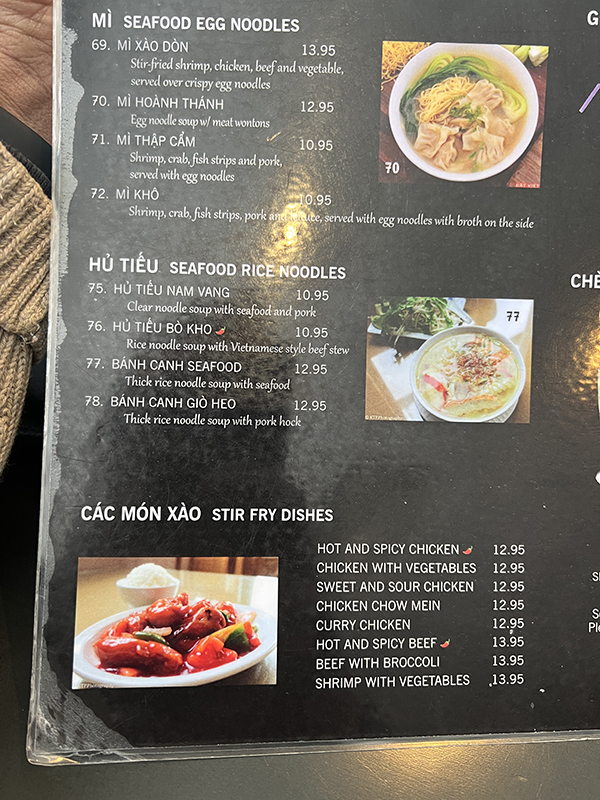 MÌ SEAFOOD EGG NOODLES
69. MÌ XÀO DÒN 13.95
Stir-fried shrimp, chicken, beef and vegetable,
served over crispy egg noodles
70. MÌ HOÀNH THÁNH 12.95
Egg noodle soup w/ meat wontons
71. MÌ THẬP CẨM 10.95
Shrimp, crab, fish strips and pork,
served with egg noodles
72. MÌ KHÔ 10.95
Shrimp, crab, fish strips, pork and lettuce, served with egg noodles with broth on the side
70
DAT VIET
HỦ TIẾU SEAFOOD RICE NOODLES
75. HỦ TIẾU NAM VANG 10.95
Clear noodle soup with seafood and pork
76. HỦ TIẾU BÒ KHO 10.95
Rice noodle soup with Vietnamese style beef stew
77. BÁNH CANH SEAFOOD 12.95
Thick rice noodle soup with seafood
78. BÁNH CANH GIÒ HEO 12.95
Thick rice noodle soup with pork hock
77
CÁC MÓN XÀO STIR FRY DISHES
HOT AND SPICY CHICKEN 12.95
CHICKEN WITH VEGETABLES 12.95
SWEET AND SOUR CHICKEN 12.95
CHICKEN CHOW MEIN 12.95
CURRY CHICKEN 12.95
HOT AND SPICY BEEF 13.95
BEEF WITH BROCCOLI 13.95
SHRIMP WITH VEGETABLES 13.95
G
CHÈ